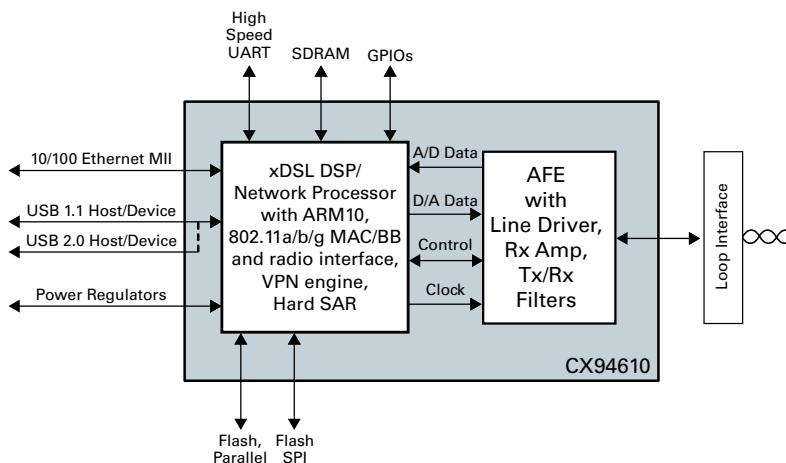 High
Speed
UART
SDRAM
GPIOs
10/100 Ethernet MII
USB 1.1 Host/Device
USB 2.0 Host/Device
Power Regulators
xDSL DSP/
Network Processor
with ARM10,
802.11a/b/g MAC/BB
and radio interface,
VPN engine,
Hard SAR
A/D Data
D/A Data
Control
Clock
AFE
with
Line Driver,
Rx Amp,
Tx/Rx
Filters
Loop Interface
CX94610
Flash,
Parallel
Flash
SPI